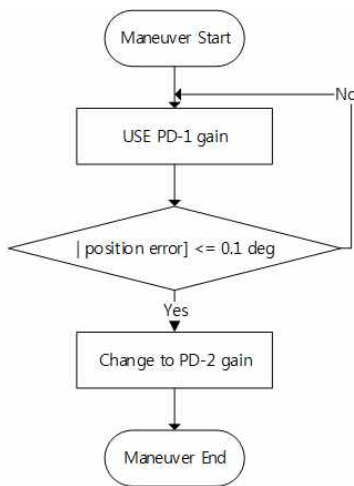 Maneuver Start
No
USE PD-1 gain
| position error] <= 0.1 deg
Yes
Change to PD-2 gain
Maneuver End